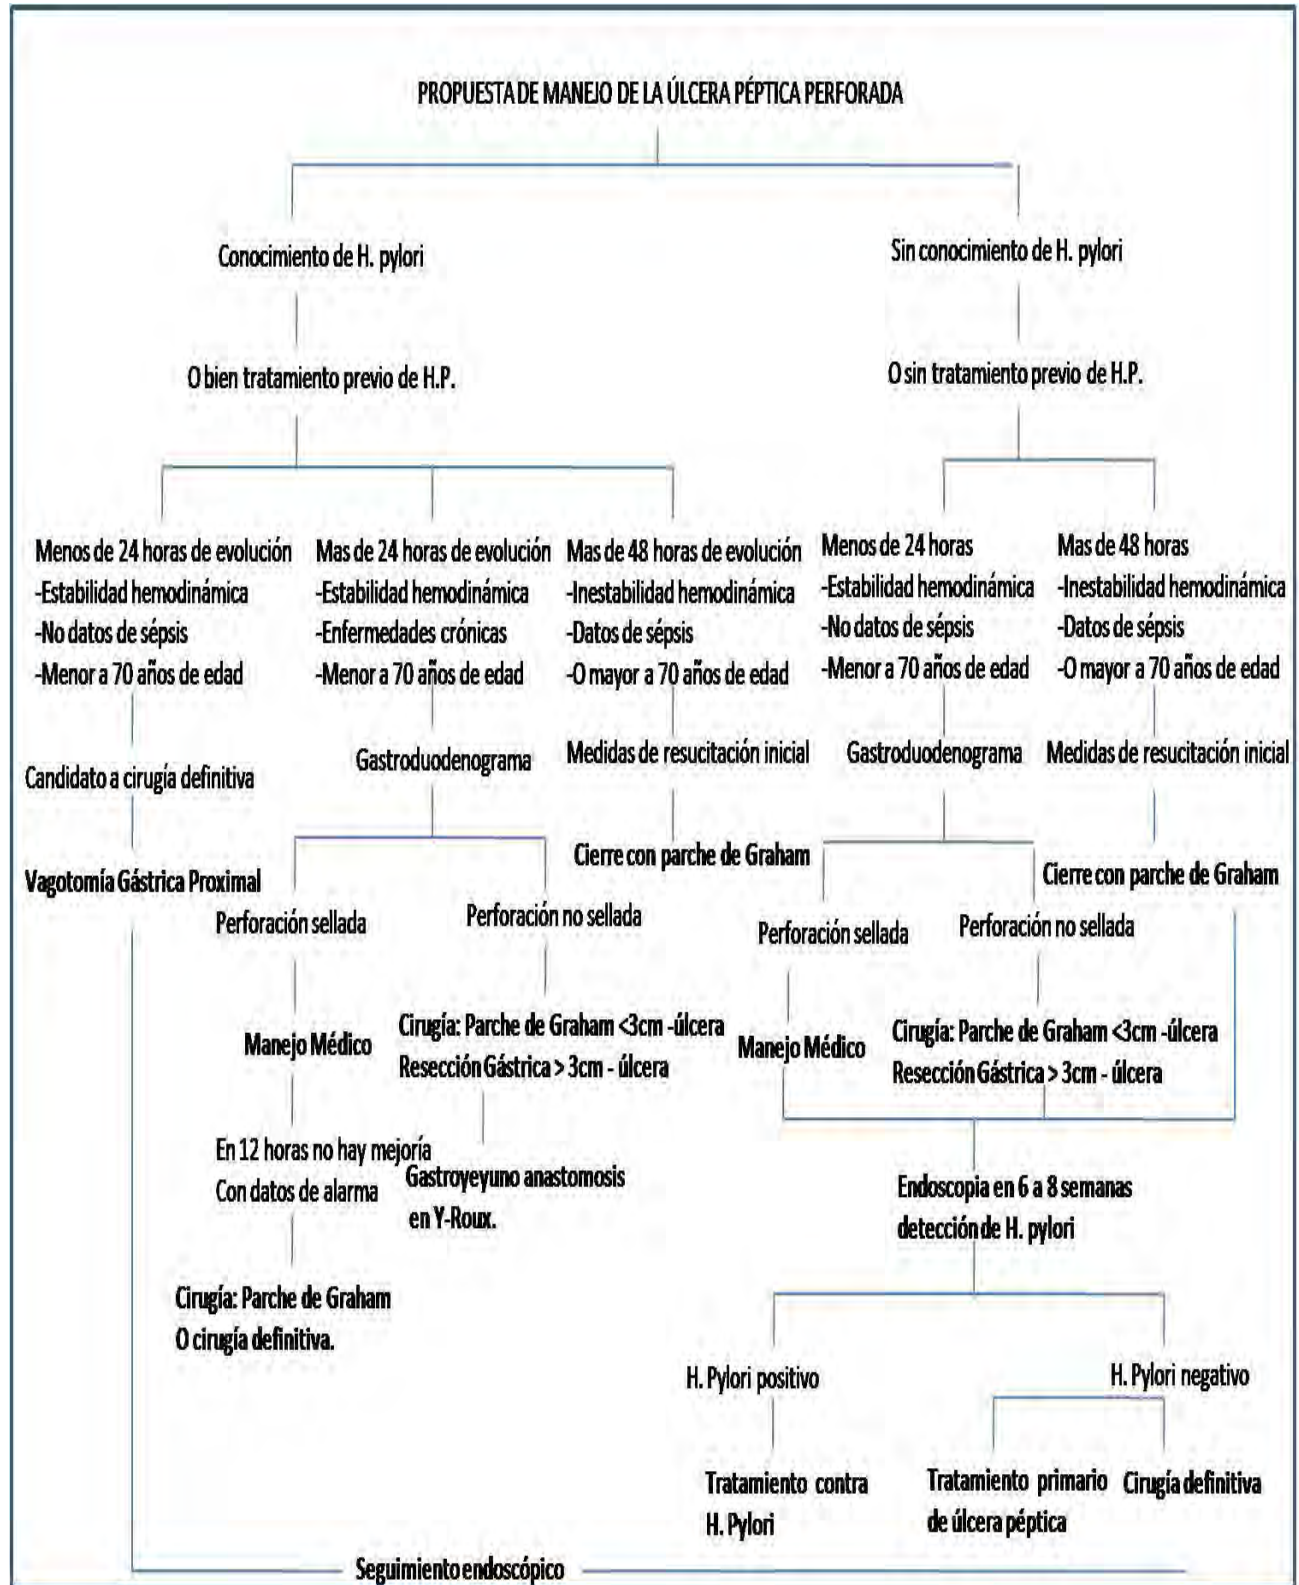 PROPUESTA DE MANEJO DE LA ÚLCERA PÉPTICA PERFORADA
Conocimiento de H. pylori
Sin conocimiento de H. pylori
O bien tratamiento previo de H.P.
O sin tratamiento previo de H.P.
Menos de 24 horas de evolución
-Estabilidad hemodinámica
-No datos de sépsis
-Menor a 70 años de edad
Mas de 24 horas de evolución
-Estabilidad hemodinámica
-Enfermedades crónicas
-Menor a 70 años de edad
Mas de 48 horas de evolución
-Inestabilidad hemodinámica
-Datos de sépsis
-O mayor a 70 años de edad
Menos de 24 horas
-Estabilidad hemodinámica
-No datos de sépsis
-Menor a 70 años de edad
Mas de 48 horas
-Inestabilidad hemodinámica
-Datos de sépsis
-O mayor a 70 años de edad
Candidato a cirugía definitiva
Gastroduodenograma
Medidas de resucitación inicial
Gastroduodenograma
Medidas de resucitación inicial
Vagotomía Gástrica Proximal
Cierre con parche de Graham
Cierre con parche de Graham
Perforación sellada
Perforación no sellada
Perforación sellada
Perforación no sellada
Manejo Médico
Cirugía: Parche de Graham <3cm -úlcera
Resección Gástrica > 3cm - úlcera
Manejo Médico
Cirugía: Parche de Graham <3cm -úlcera
Resección Gástrica > 3cm - úlcera
En 12 horas no hay mejoría
Con datos de alarma
Gastroyeyuno anastomosis
en Y-Roux.
Endoscopia en 6 a 8 semanas
detección de H. pylori
Cirugía: Parche de Graham
O cirugía definitiva.
H. Pylori positivo
H. Pylori negativo
Tratamiento contra
H. Pylori
Tratamiento primario
de úlcera péptica
Cirugía definitiva
Seguimiento endoscópico